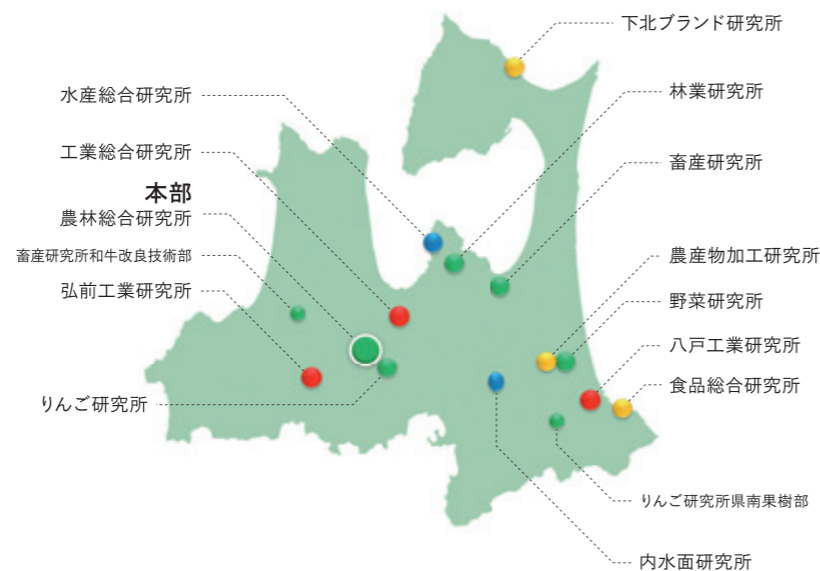 下北ブランド研究所
水産総合研究所
林業研究所
工業総合研究所
畜産研究所
本部
農林総合研究所
畜産研究所和牛改良技術部
農産物加工研究所
弘前工業研究所
野菜研究所
八戸工業研究所
食品総合研究所
りんご研究所
りんご研究所県南果樹部
内水面研究所